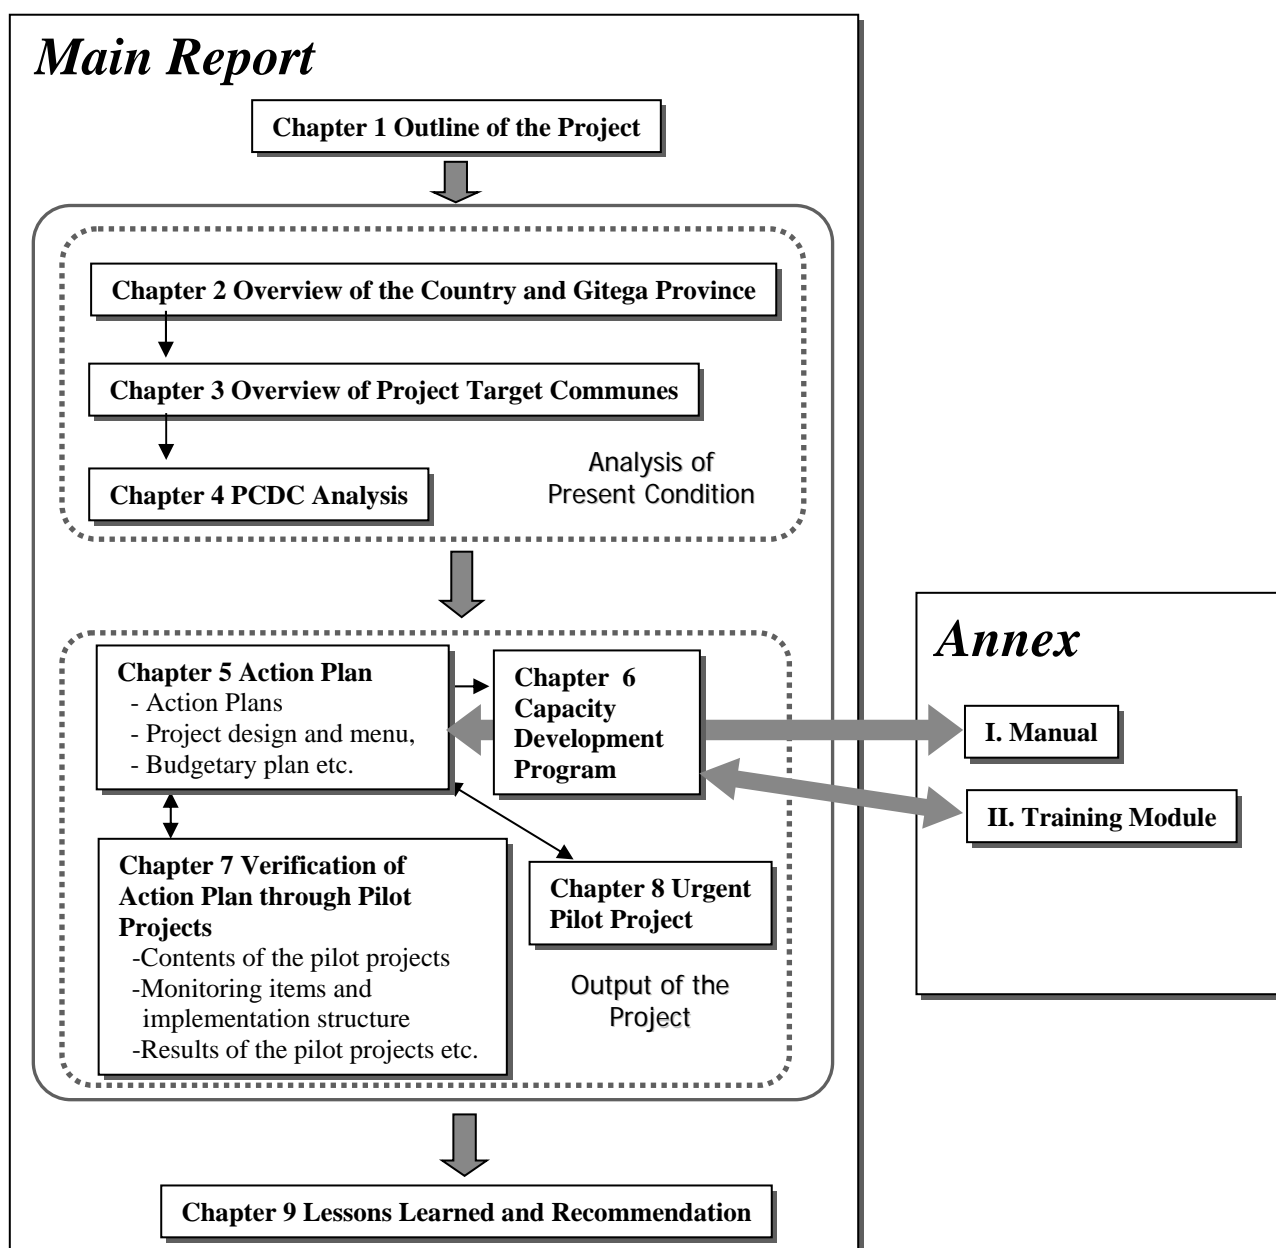 Main Report
Chapter 1 Outline of the Project
Chapter 2 Overview of the Country and Gitega Province
Chapter 3 Overview of Project Target Communes
Chapter 4 PCDC Analysis
Analysis of
Present Condition
Chapter 5 Action Plan
- Action Plans
- Project design and menu,
- Budgetary plan etc.
Chapter 6
Capacity
Development
Program
Chapter 7 Verification of
Action Plan through Pilot
Projects
-Contents of the pilot projects
-Monitoring items and
implementation structure
-Results of the pilot projects etc.
Chapter 8 Urgent
Pilot Project
Output of the
Project
Chapter 9 Lessons Learned and Recommendation
Annex
I. Manual
II. Training Module